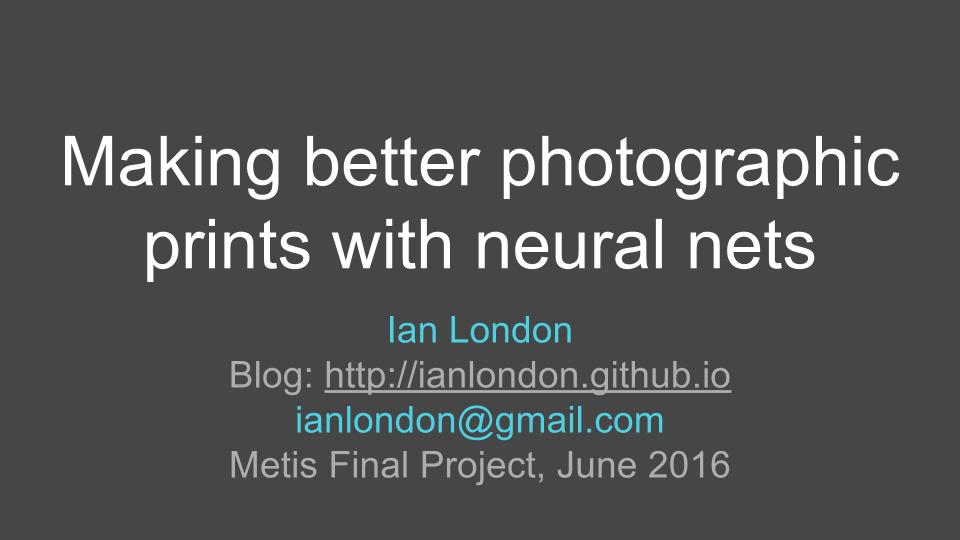 Making better photographic
prints with neural nets
Ian London
Blog: http://ianlondon.github.io
ianlondon@gmail.com
Metis Final Project, June 2016